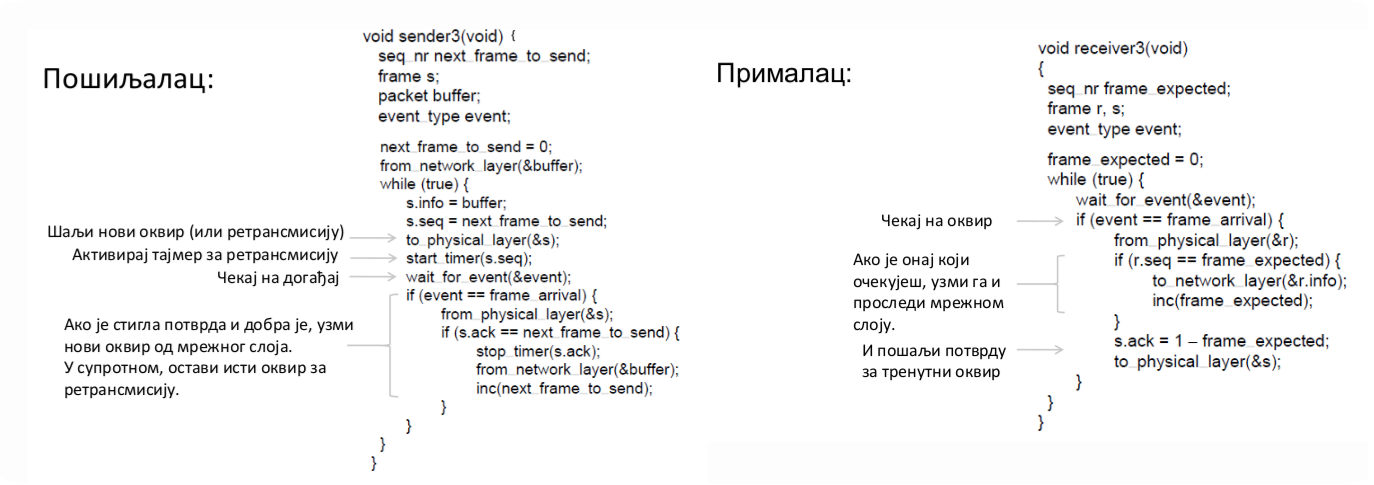 Пошиљалац:
void sender3(void) {
seq_nr next_frame_to_send;
frame s;
packet buffer;
event_type event;
next_frame_to_send = 0;
from_network_layer(&buffer);
while (true) {
s.info = buffer;
s.seq = next_frame_to_send;
to_physical_layer(&s);
start_timer(s.seq);
wait_for_event(&event);
if (event == frame_arrival) {
from_physical_layer(&s);
if (s.ack == next_frame_to_send) {
stop_timer(s.ack);
from_network_layer(&buffer);
inc(next_frame_to_send);
}
}
}
}
Шаљи нови оквир (или ретрансмисију)
Активирај тајмер за ретрансмисију
Чекај на догађај
Ако је стигла потврда и добра је, узми
нови оквир од мрежног слоја.
У супротном, остави исти оквир за
ретрансмисију.
Прималац:
void receiver3(void)
{
seq_nr frame_expected;
frame r, s;
event_type event;
frame_expected = 0;
while (true) {
wait_for_event(&event);
if (event == frame_arrival) {
from_physical_layer(&r);
if (r.seq == frame_expected) {
to_network_layer(&r.info);
inc(frame_expected);
}
s.ack = 1 – frame_expected;
to_physical_layer(&s);
}
}
}
Чекај на оквир
Ако је онај који
очекујеш, узми га и
проследи мрежном
слоју.
И пошаљи потврду
за тренутни оквир